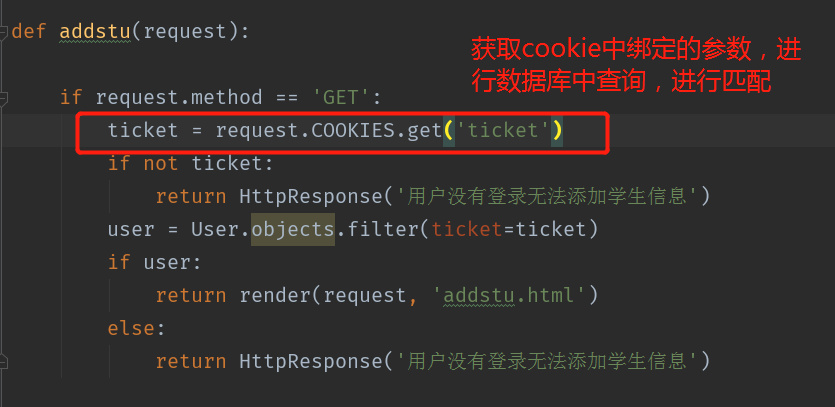 def addstu(request):
获取cookie中绑定的参数，进
行数据库中查询，进行匹配
if request.method == 'GET':
ticket = request.COOKIES.get('ticket')
if not ticket:
return HttpResponse('用户没有登录无法添加学生信息')
user = User.objects.filter(ticket=ticket)
if user:
return render(request, 'addstu.html')
else:
return HttpResponse('用户没有登录无法添加学生信息')